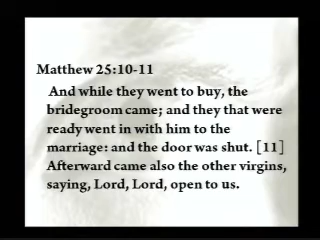 Matthew 25:10-11
And while they went to buy, the
bridegroom came; and they that were
ready went in with him to the
marriage: and the door was shut. [11]
Afterward came also the other virgins,
saying, Lord, Lord, open to us.